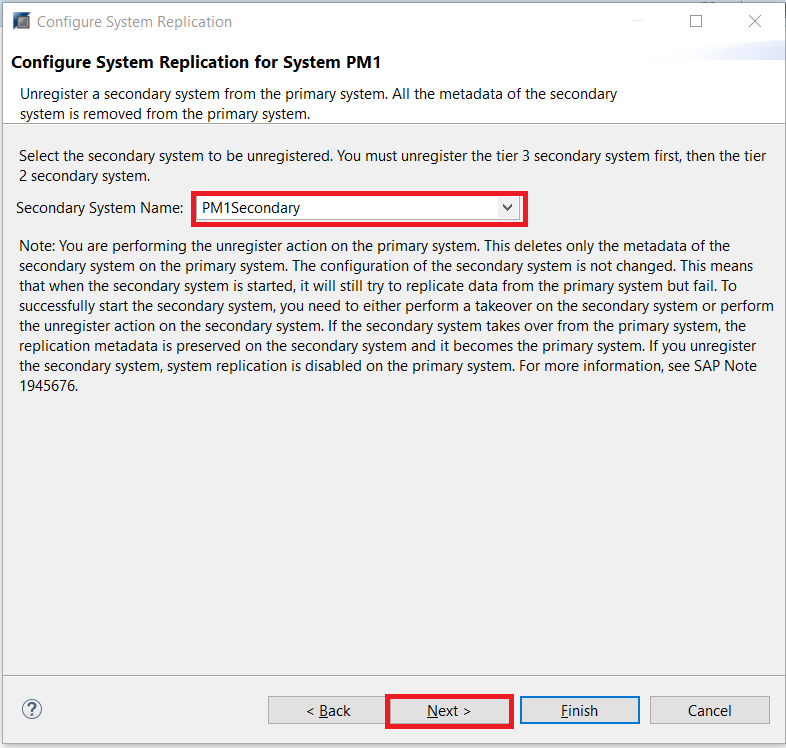 Configure System Replication
Configure System Replication for System PM1
Unregister a secondary system from the primary system. All the metadata of the secondary
system is removed from the primary system.
Select the secondary system to be unregistered. You must unregister the tier 3 secondary system first, then the tier
2 secondary system.
Secondary System Name: PM1Secondary
Note: You are performing the unregister action on the primary system. This deletes only the metadata of the
secondary system on the primary system. The configuration of the secondary system is not changed. This means
that when the secondary system is started, it will still try to replicate data from the primary system but fail. To
successfully start the secondary system, you need to either perform a takeover on the secondary system or perform
the unregister action on the secondary system. If the secondary system takes over from the primary system, the
replication metadata is preserved on the secondary system and it becomes the primary system. If you unregister
the secondary system, system replication is disabled on the primary system. For more information, see SAP Note
1945676.
? < Back Next > Finish Cancel